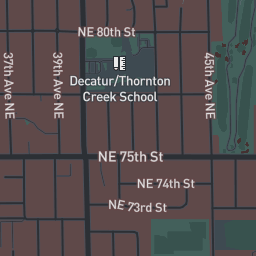 NE 80th St
37th Ave NE
39th Ave NE
45th Ave NE
Decatur/Thornton
Creek School
NE 75th St
NE 74th St
NE 73rd St